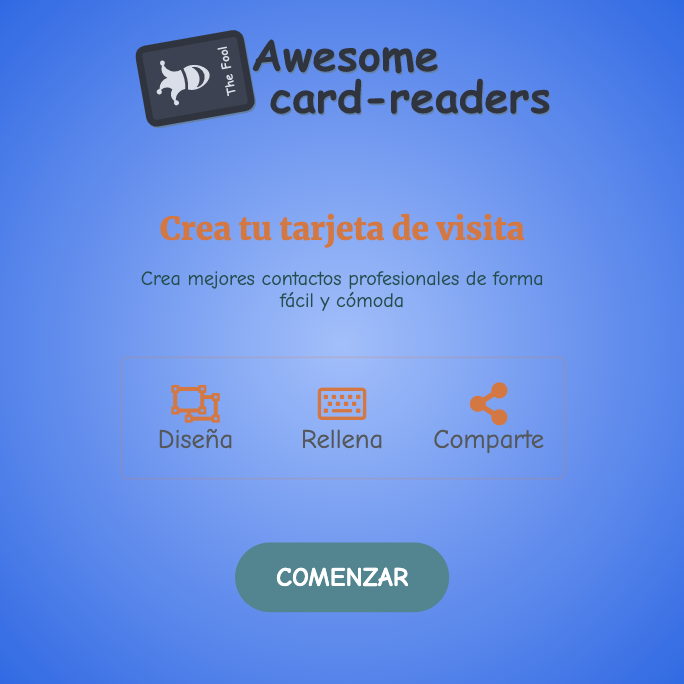 The Fool
Awesome
card-readers
Crea tu tarjeta de visita
Crea mejores contactos profesionales de forma
fácil y cómoda
Diseña
Rellena
Comparte
COMENZAR